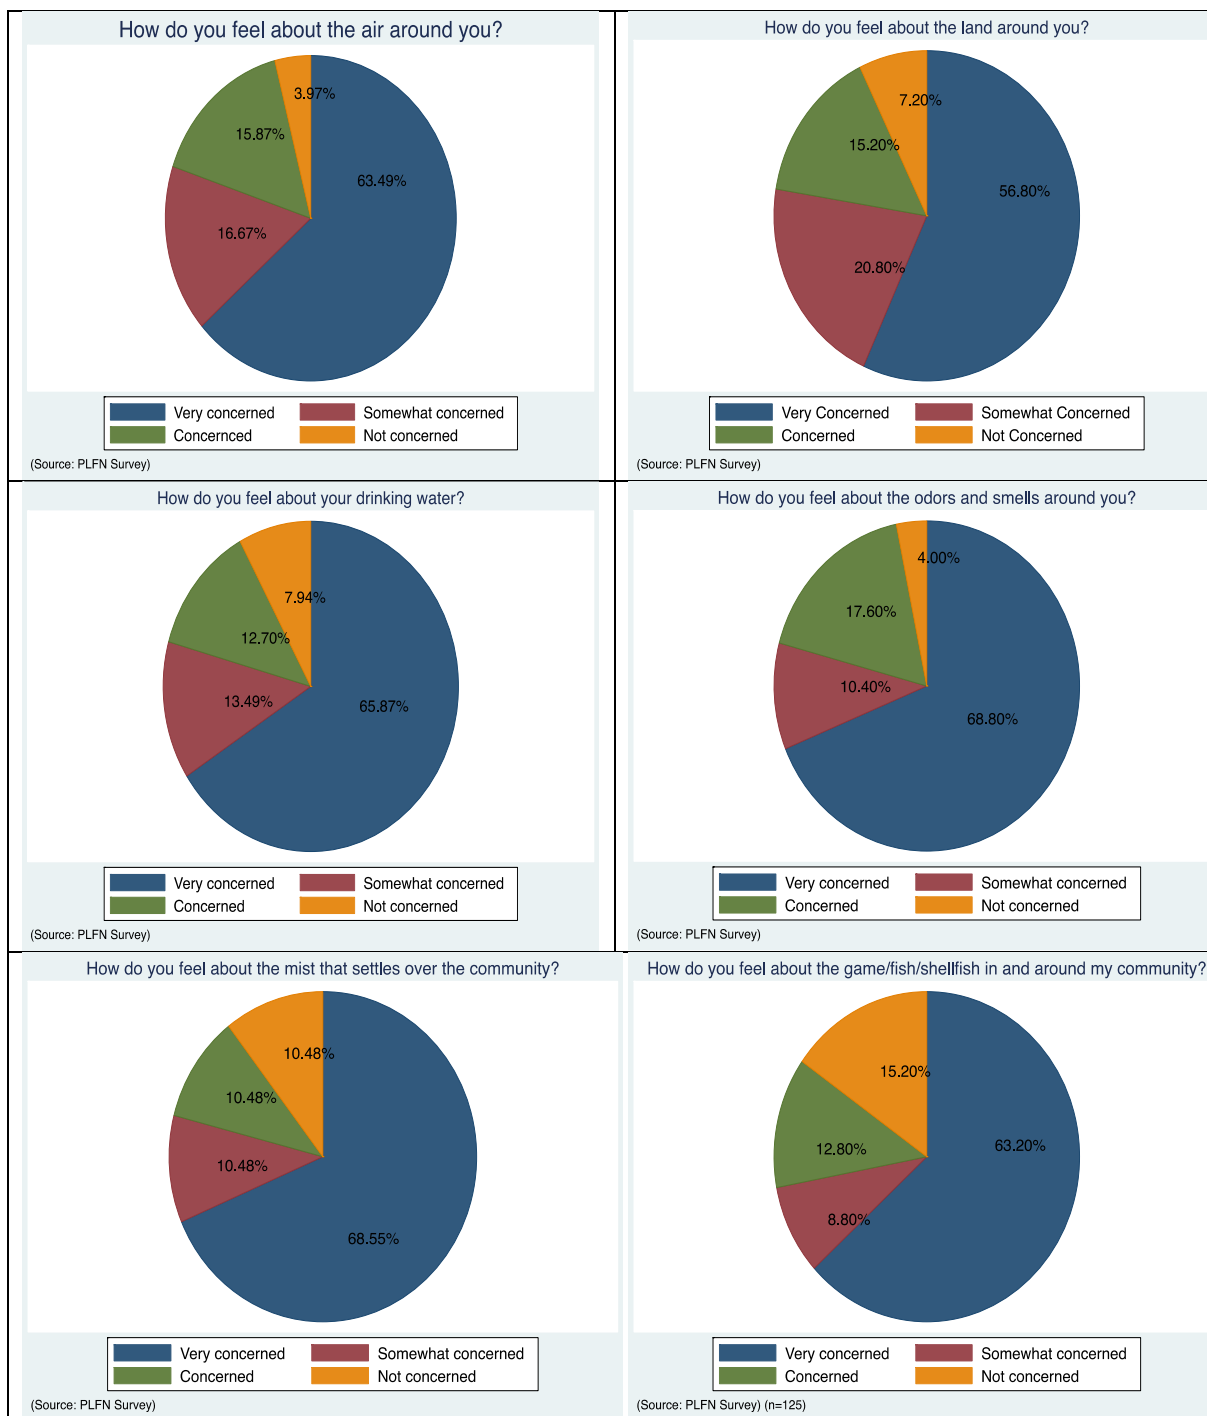 How do you feel about the air around you?
3.97%
15.87%
63.49%
16.67%
Very concerned
Somewhat concerned
Concernced
Not concerned
(Source: PLFN Survey)
How do you feel about the land around you?
7.20%
15.20%
56.80%
20.80%
Very Concerned
Somewhat Concerned
Concerned
Not Concerned
(Source: PLFN Survey)
How do you feel about your drinking water?
7.94%
12.70%
13.49%
65.87%
Very concerned
Somewhat concerned
Concerned
Not concerned
(Source: PLFN Survey)
How do you feel about the odors and smells around you?
4.00%
17.60%
10.40%
68.80%
Very concerned
Somewhat concerned
Concerned
Not concerned
(Source: PLFN Survey)
How do you feel about the mist that settles over the community?
10.48%
10.48%
10.48%
68.55%
Very concerned
Somewhat concerned
Concerned
Not concerned
(Source: PLFN Survey)
How do you feel about the game/fish/shellfish in and around my community?
15.20%
12.80%
63.20%
8.80%
Very concerned
Somewhat concerned
Concerned
Not concerned
(Source: PLFN Survey) (n=125)